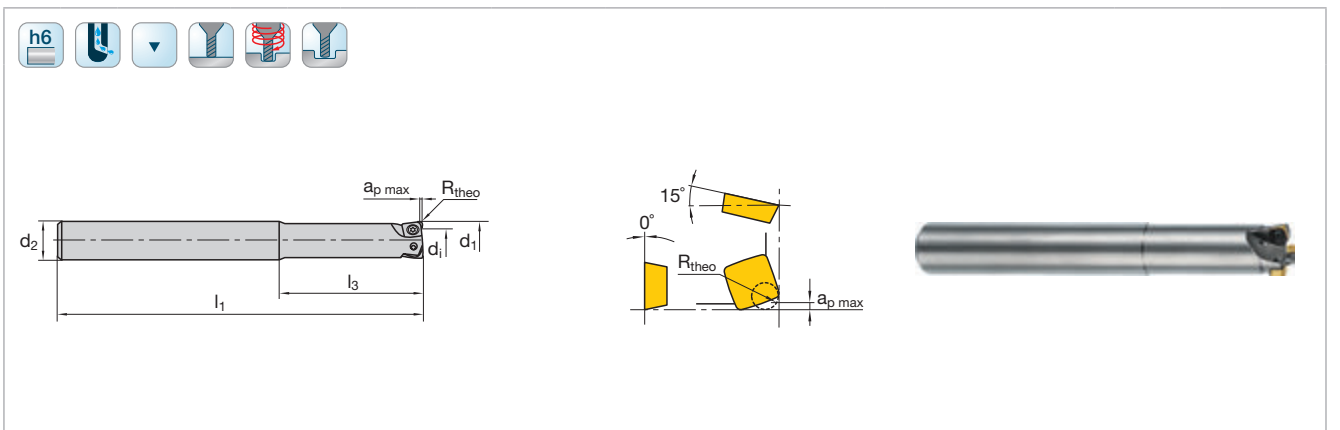 h6
a_p max
R_theo
d₂
d_i
d₁
l₃
l₁
15°
0°
R_theo
a_p max